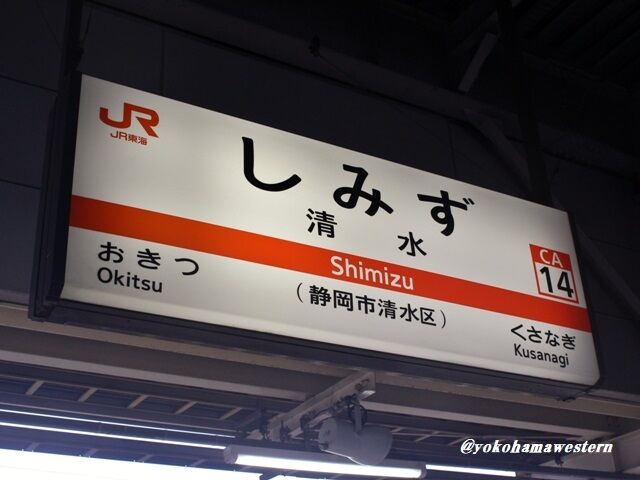 JR
JR東海
しみず
清水
Shimizu
CA
14
おきつ
Okitsu
(静岡市清水区)
くさなぎ
Kusanagi
@yokohamawestern